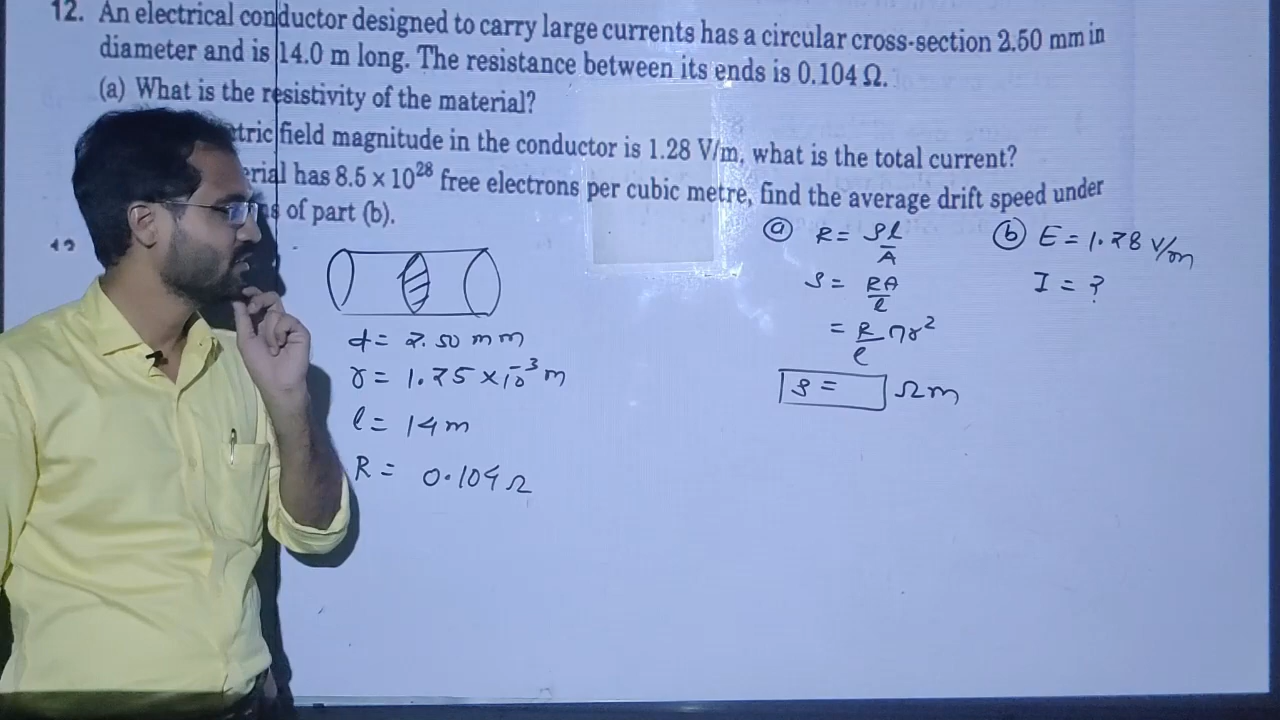 12. An electrical conductor designed to carry large currents has a circular cross-section 2.50 mm in
diameter and is 14.0 m long. The resistance between its ends is 0.104 Ω.
(a) What is the resistivity of the material?
tric field magnitude in the conductor is 1.28 V/m, what is the total current?
erial has 8.5 × 10²⁸ free electrons per cubic metre, find the average drift speed under
ns of part (b).
d = 2.50 mm
r = 1.25 × 10⁻³ m
l = 14 m
R = 0.104 Ω
(a) R = ρl/A
ρ = RA/l
= R/l πr²
ρ = Ωm
(b) E = 1.28 V/m
I = ?